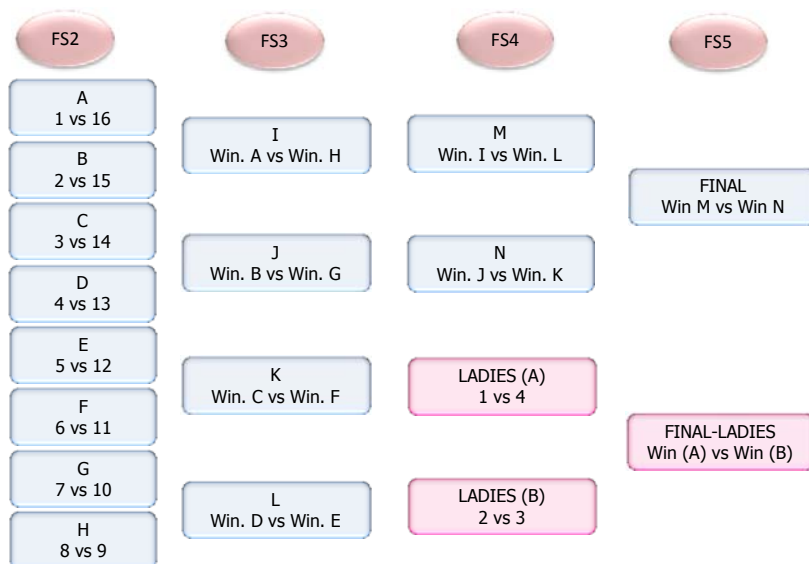 FS2
FS3
FS4
FS5
A
1 vs 16
B
2 vs 15
C
3 vs 14
D
4 vs 13
E
5 vs 12
F
6 vs 11
G
7 vs 10
H
8 vs 9
I
Win. A vs Win. H
J
Win. B vs Win. G
K
Win. C vs Win. F
L
Win. D vs Win. E
M
Win. I vs Win. L
N
Win. J vs Win. K
LADIES (A)
1 vs 4
LADIES (B)
2 vs 3
FINAL
Win M vs Win N
FINAL-LADIES
Win (A) vs Win (B)